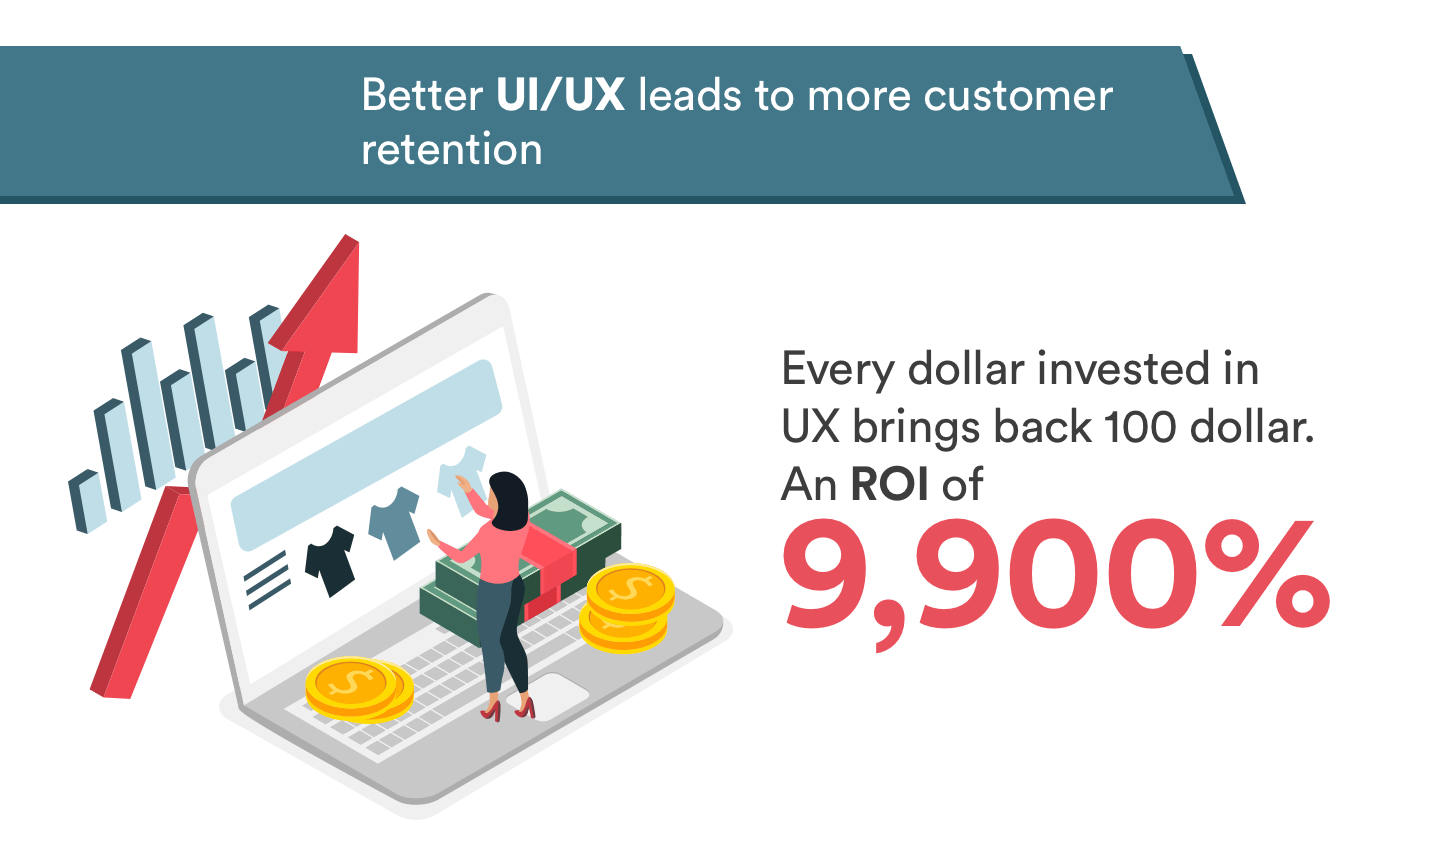 Better UI/UX leads to more customer
retention
Every dollar invested in
UX brings back 100 dollar.
An ROI of
9,900%